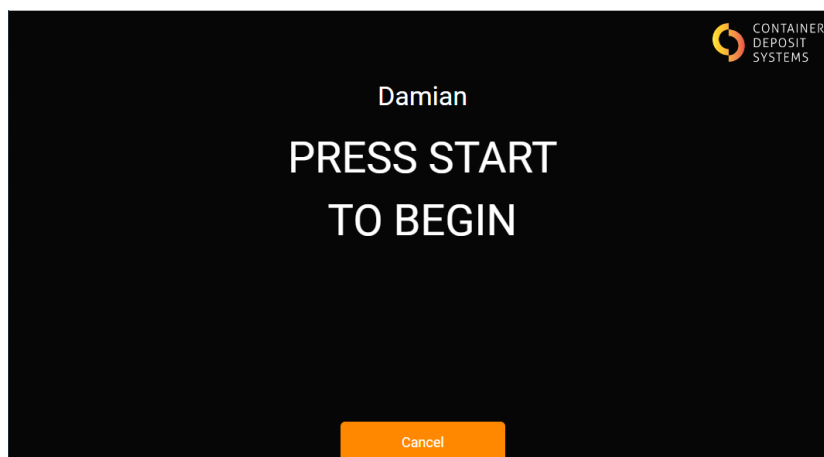 CONTAINER
DEPOSIT
SYSTEMS
Damian
PRESS START
TO BEGIN
Cancel